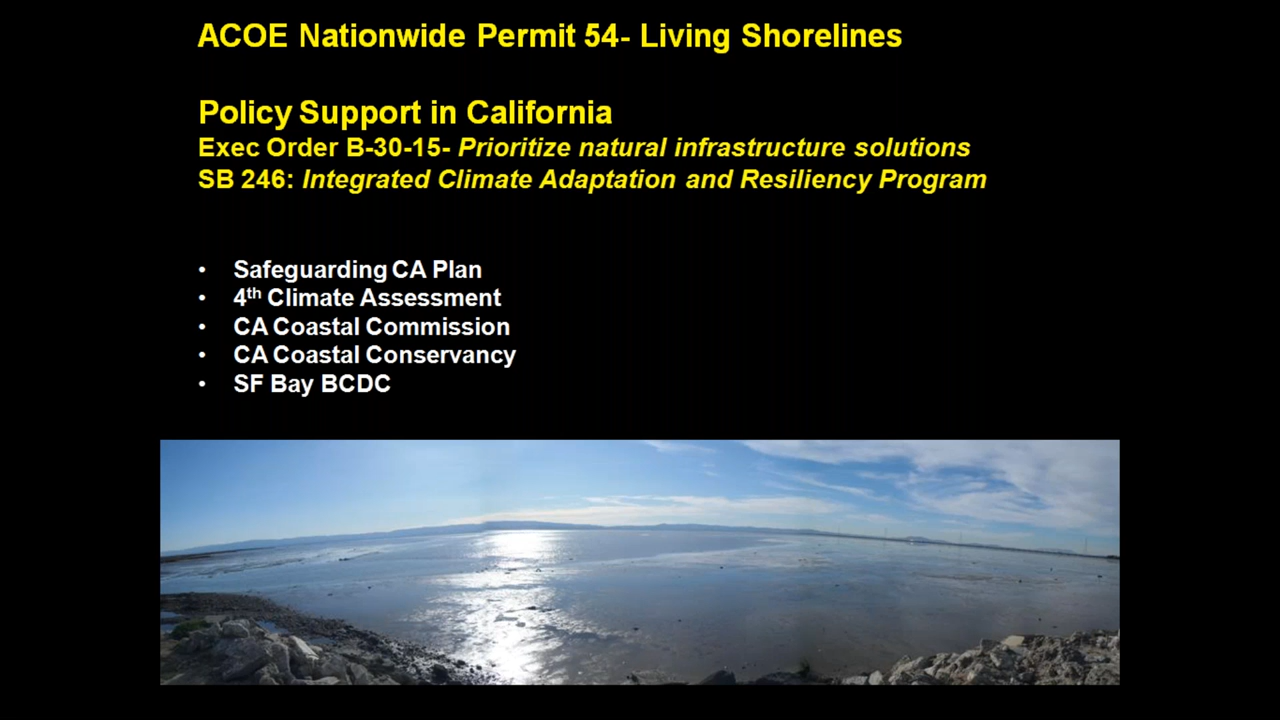 ACOE Nationwide Permit 54- Living Shorelines
Policy Support in California
Exec Order B-30-15- Prioritize natural infrastructure solutions
SB 246: Integrated Climate Adaptation and Resiliency Program
• Safeguarding CA Plan
• 4th Climate Assessment
• CA Coastal Commission
• CA Coastal Conservancy
• SF Bay BCDC